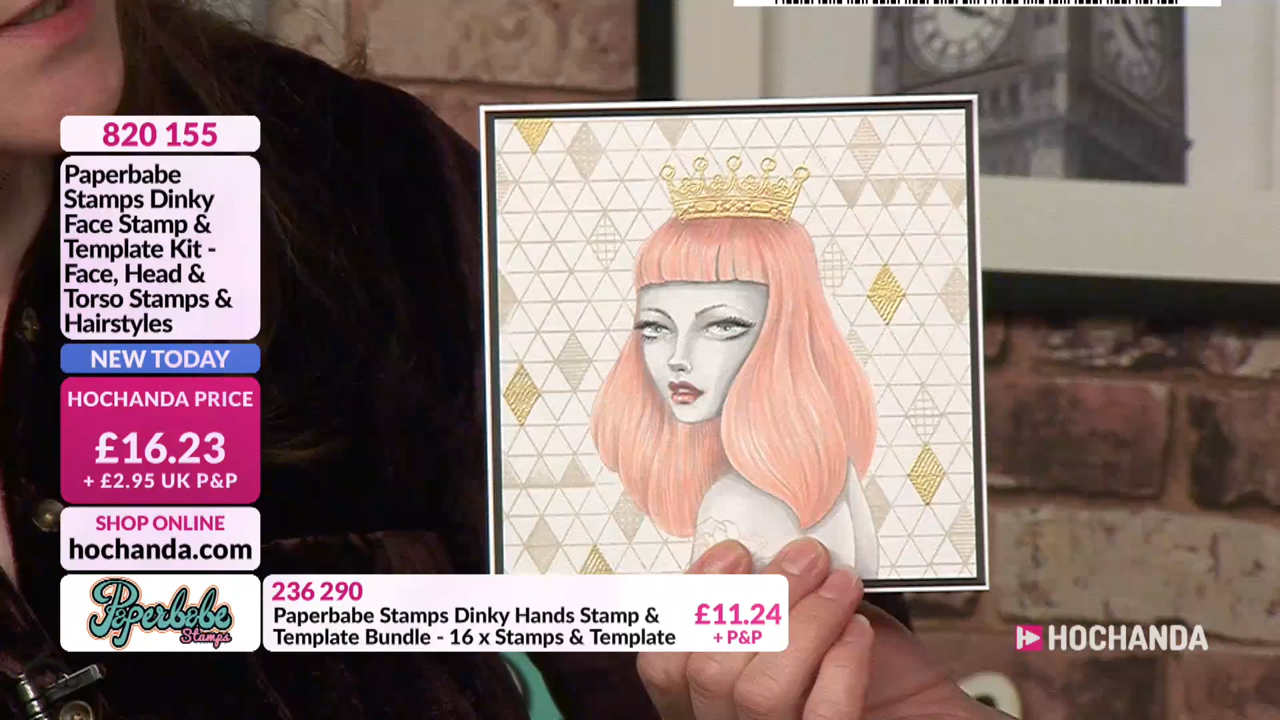 820 155
Paperbabe
Stamps Dinky
Face Stamp &
Template Kit -
Face, Head &
Torso Stamps &
Hairstyles
NEW TODAY
HOCHANDA PRICE
£16.23
+ £2.95 UK P&P
SHOP ONLINE
hochanda.com
Paperbabe
Stamps
236 290
Paperbabe Stamps Dinky Hands Stamp &
Template Bundle - 16 x Stamps & Template
£11.24
+ P&P
HOCHANDA